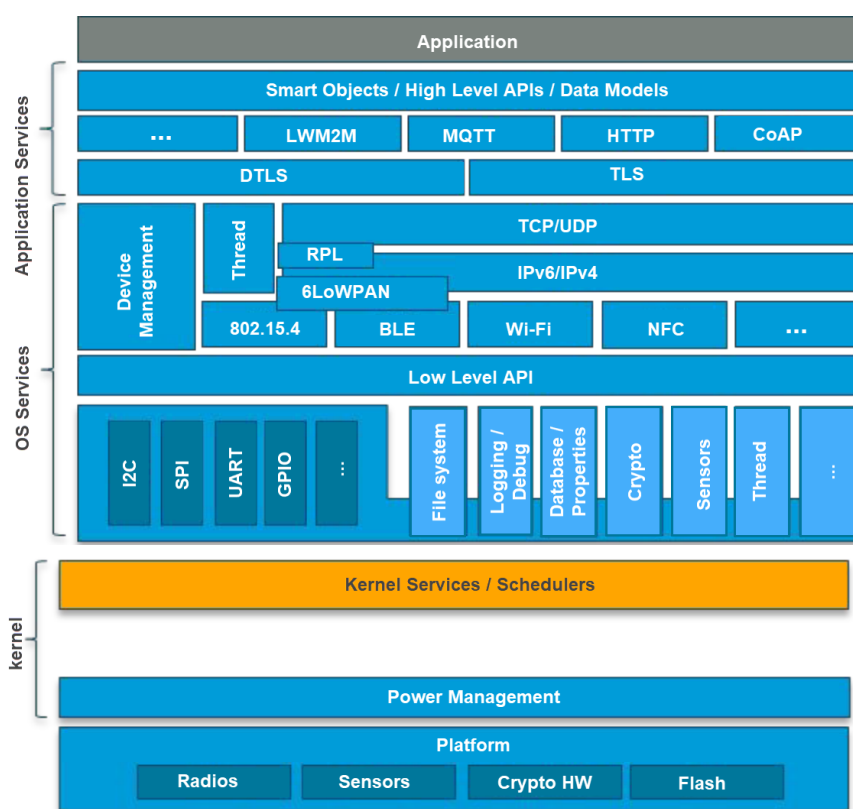 Application
Application Services
Smart Objects / High Level APIs / Data Models
...
LWM2M
MQTT
HTTP
CoAP
DTLS
TLS
OS Services
Device
Management
Thread
TCP/UDP
RPL
IPv6/IPv4
6LoWPAN
802.15.4
BLE
Wi-Fi
NFC
...
Low Level API
I2C
SPI
UART
GPIO
...
File system
Logging /
Debug
Database /
Properties
Crypto
Sensors
Thread
...
kernel
Kernel Services / Schedulers
Power Management
Platform
Radios
Sensors
Crypto HW
Flash